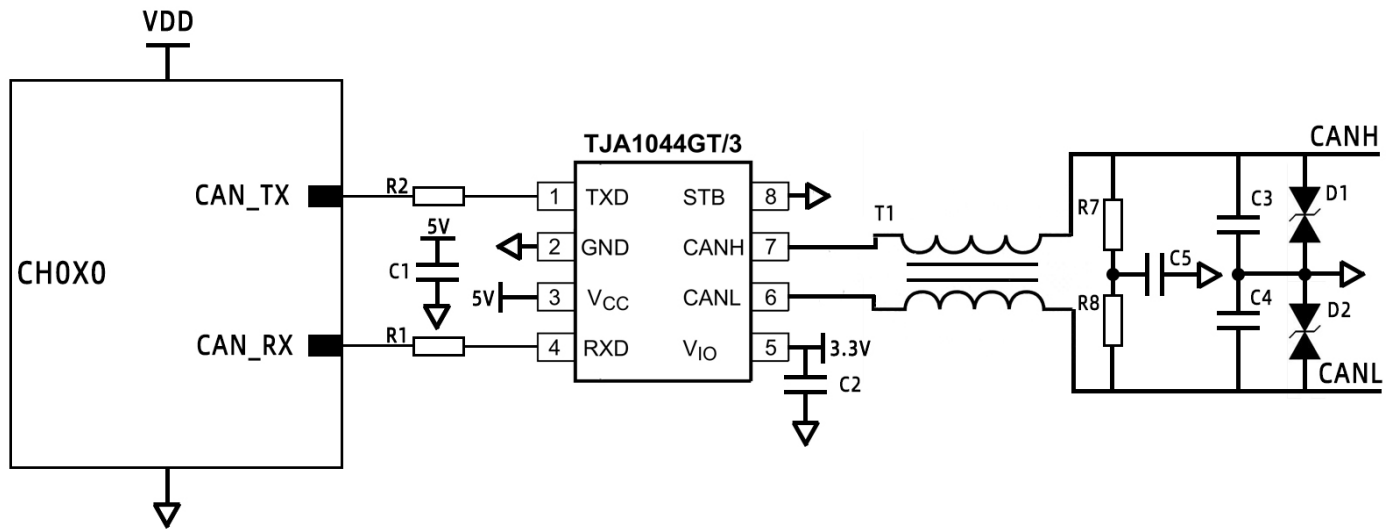 VDD
TJA1044GT/3
CANH
CAN_TX
R2
1
TXD
STB
8
T1
R7
C3
D1
5V
2
GND
CANH
7
CH0X0
C1
C5
5V
3
VCC
CANL
6
R8
C4
D2
CAN_RX
R1
4
RXD
VIO
5
3.3V
C2
CANL